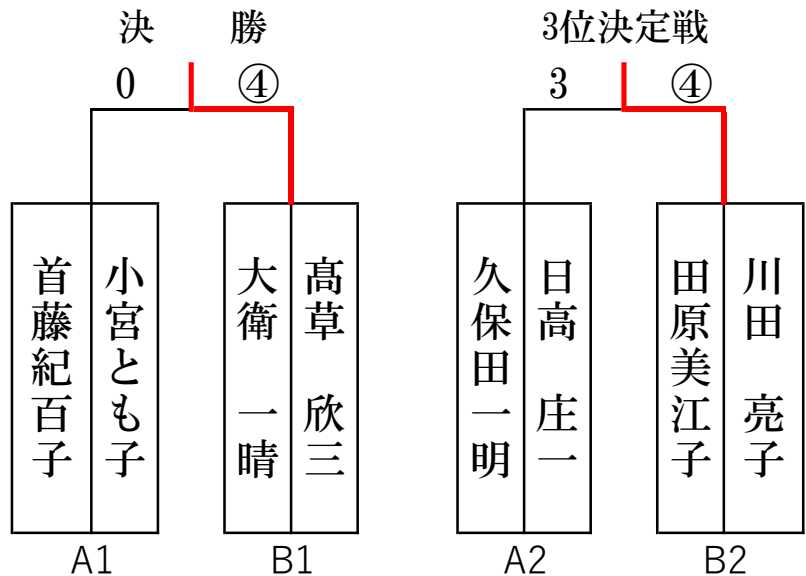 決 勝
3位決定戦
0 ④
3 ④
小宮とも子
首藤紀百子
髙草 欣三
大衛 一晴
日高 庄一
久保田一明
川田 亮子
田原美江子
A1
B1
A2
B2